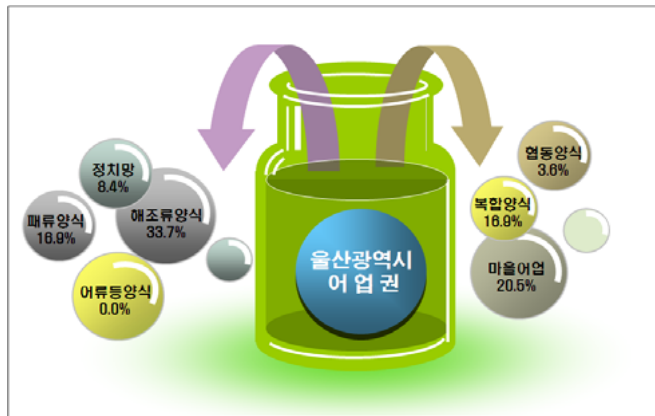 정치망
8.4%
해조류양식
33.7%
패류양식
16.9%
어류등양식
0.0%
울산광역시
어 업 권
협동양식
3.6%
복합양식
16.9%
마을어업
20.5%